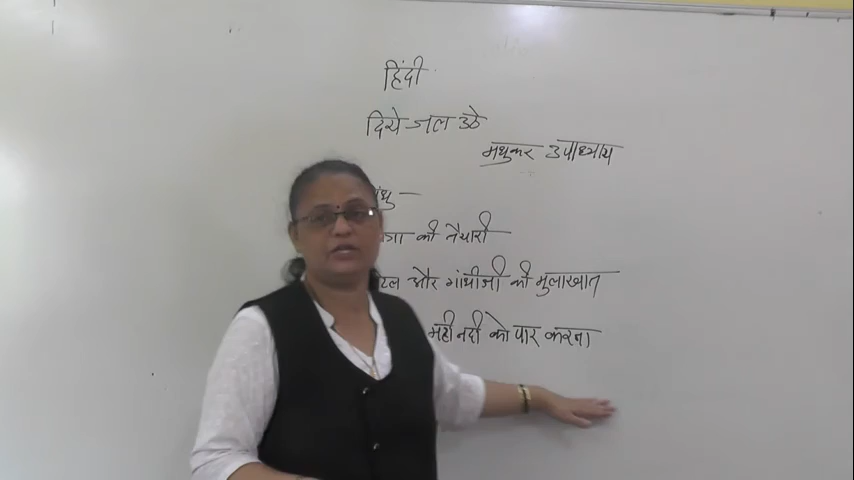 हिंदी
दिये जल उठे
मधुकर उपाध्याय
की तैयारी
और गांधीजी की मुलाखात
मही नदी को पार करना